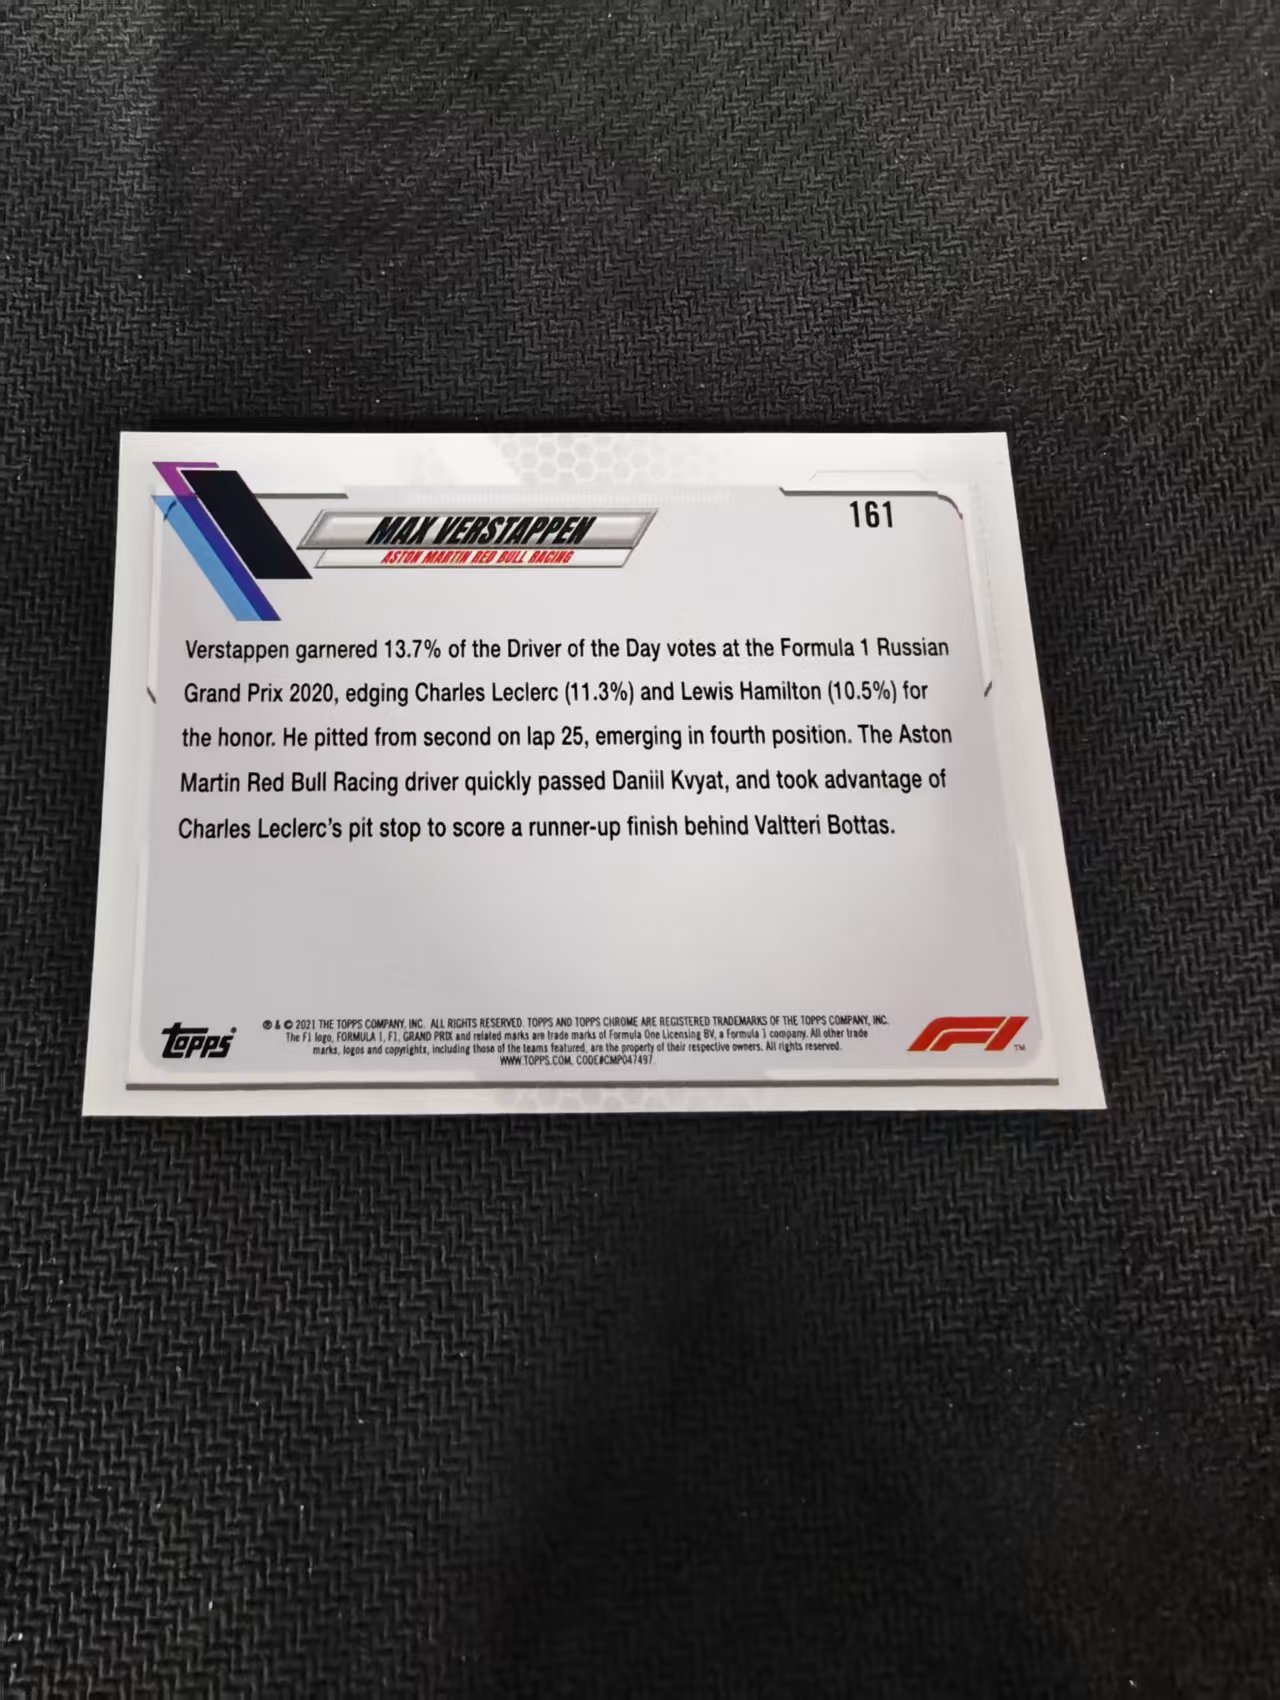 MAX VERSTAPPEN
ASTON MARTIN RED BULL RACING
161
Verstappen garnered 13.7% of the Driver of the Day votes at the Formula 1 Russian
Grand Prix 2020, edging Charles Leclerc (11.3%) and Lewis Hamilton (10.5%) for
the honor. He pitted from second on lap 25, emerging in fourth position. The Aston
Martin Red Bull Racing driver quickly passed Daniil Kvyat, and took advantage of
Charles Leclerc's pit stop to score a runner-up finish behind Valtteri Bottas.
Topps
® & © 2021 THE TOPPS COMPANY, INC. ALL RIGHTS RESERVED. TOPPS AND TOPPS CHROME ARE REGISTERED TRADEMARKS OF THE TOPPS COMPANY, INC.
The F1 logo, FORMULA 1, F1, GRAND PRIX and related marks are trade marks of Formula One Licensing BV, a Formula 1 company. All other trade
marks, logos and copyrights, including those of the teams featured, are the property of their respective owners. All rights reserved.
WWW.TOPPS.COM. CODE#CMP047497
F1 ™